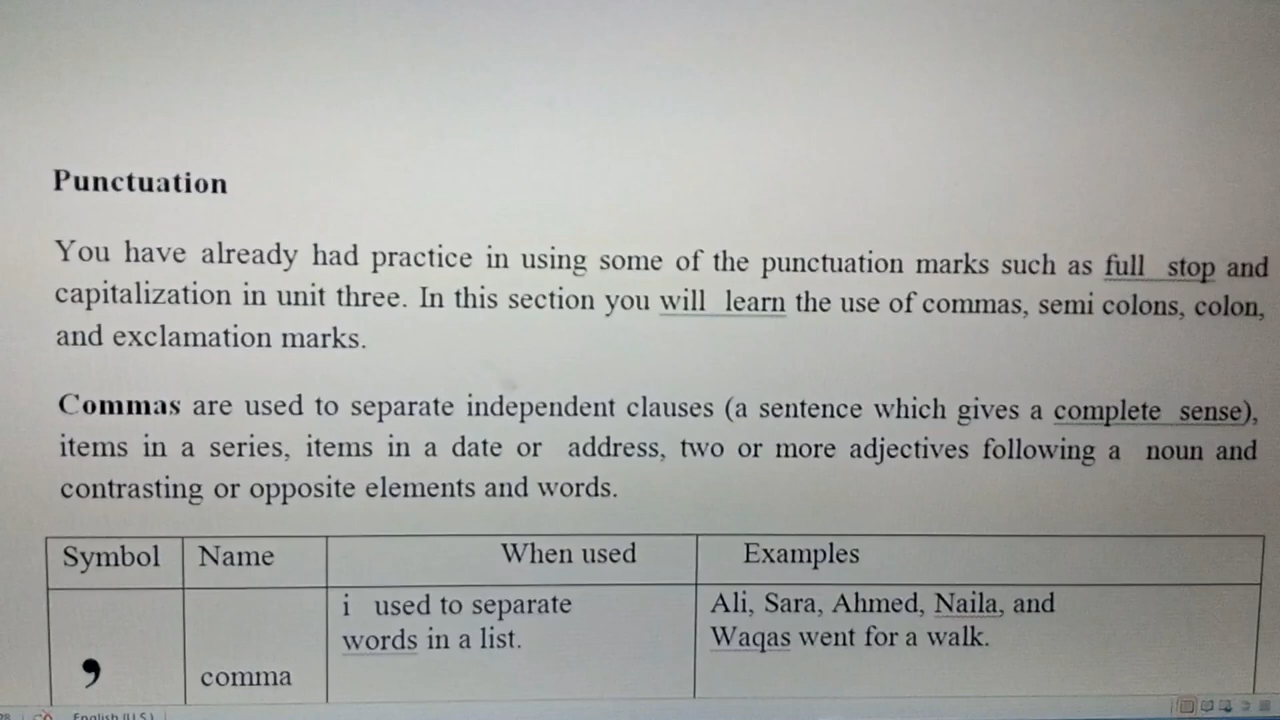 Punctuation
You have already had practice in using some of the punctuation marks such as full stop and
capitalization in unit three. In this section you will learn the use of commas, semi colons, colon,
and exclamation marks.
Commas are used to separate independent clauses (a sentence which gives a complete sense),
items in a series, items in a date or address, two or more adjectives following a noun and
contrasting or opposite elements and words.
Symbol Name When used Examples
i used to separate Ali, Sara, Ahmed, Naila, and
words in a list. Waqas went for a walk.
, comma
English (U.S.)